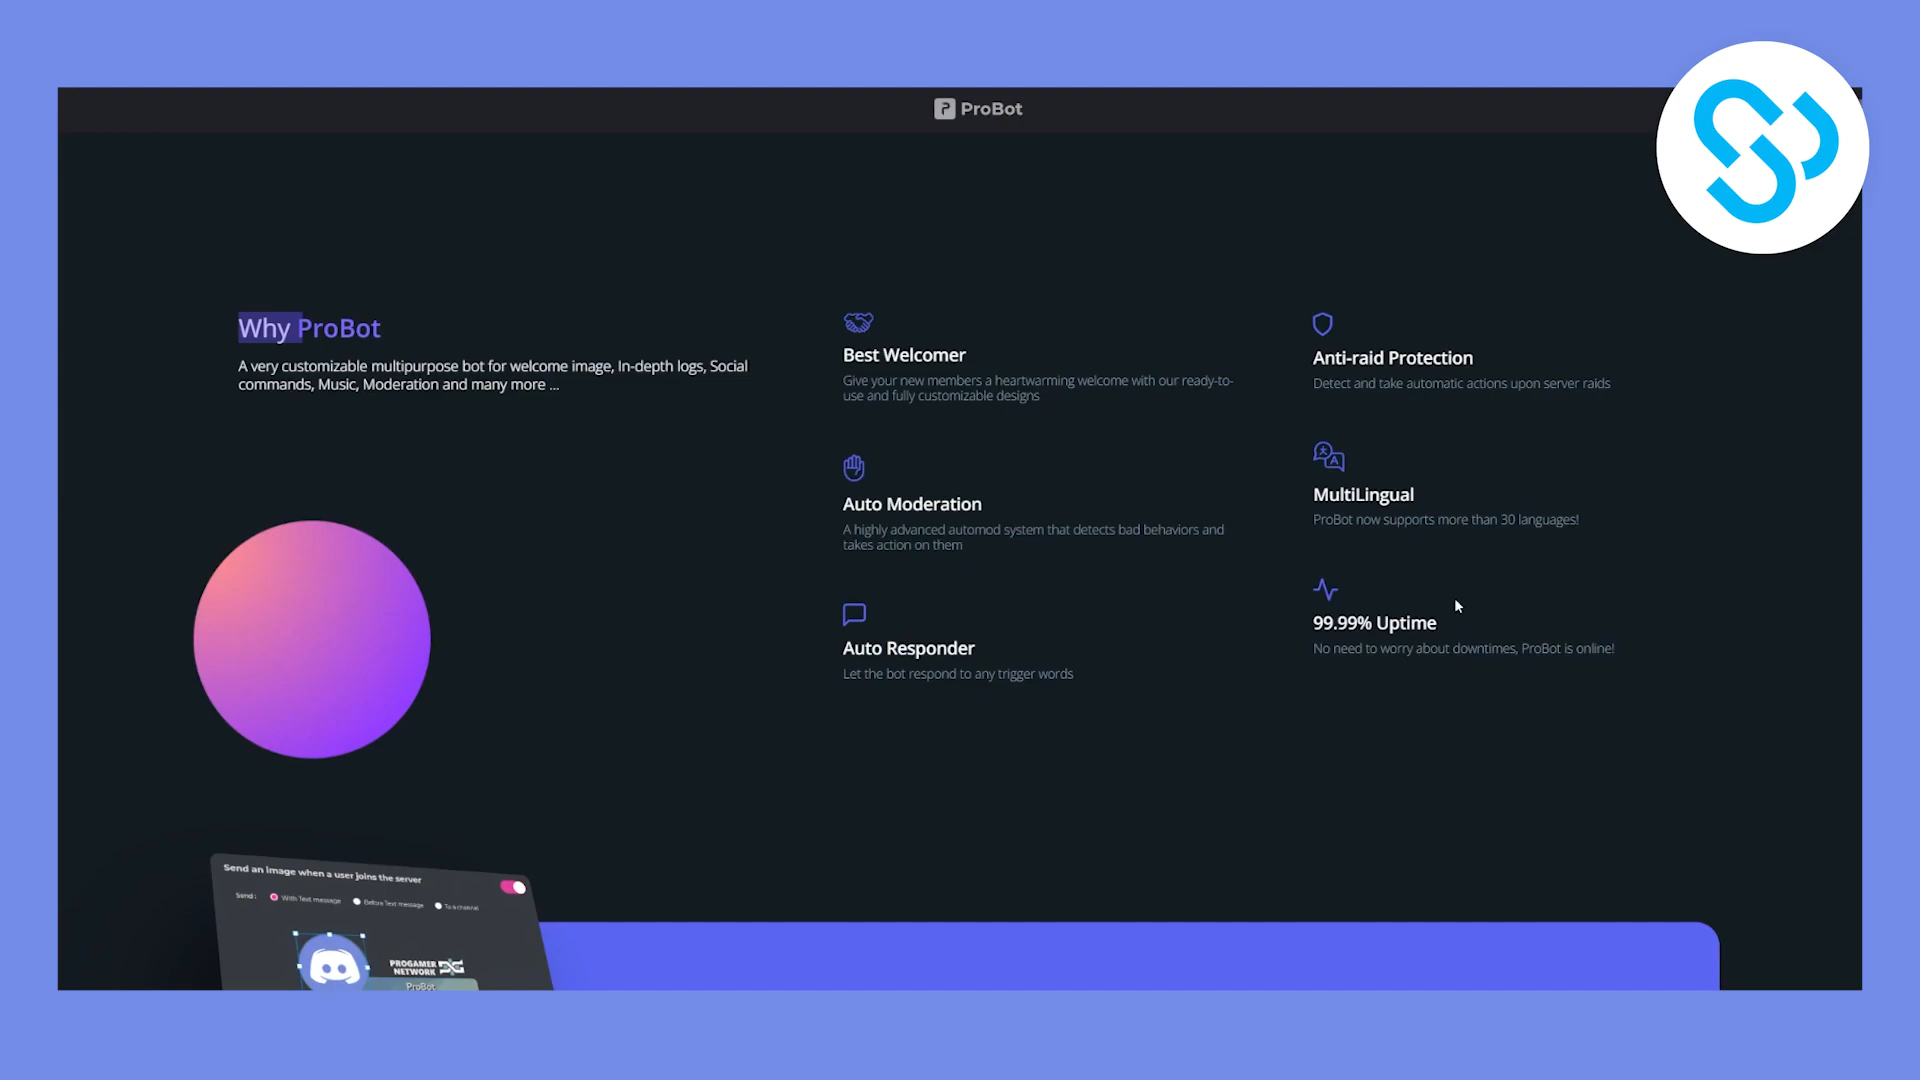 ProBot
Why ProBot
A very customizable multipurpose bot for welcome image, In-depth logs, Social
commands, Music, Moderation and many more ...
Best Welcomer
Give your new members a heartwarming welcome with our ready-to-
use and fully customizable designs
Auto Moderation
A highly advanced automod system that detects bad behaviors and
takes action on them
Auto Responder
Let the bot respond to any trigger words
Anti-raid Protection
Detect and take automatic actions upon server raids
MultiLingual
ProBot now supports more than 30 languages!
99.99% Uptime
No need to worry about downtimes, ProBot is online!
Send an image when a user joins the server
Send : With Text message Before Text message To a channel
PROGAMER
NETWORK
ProBot